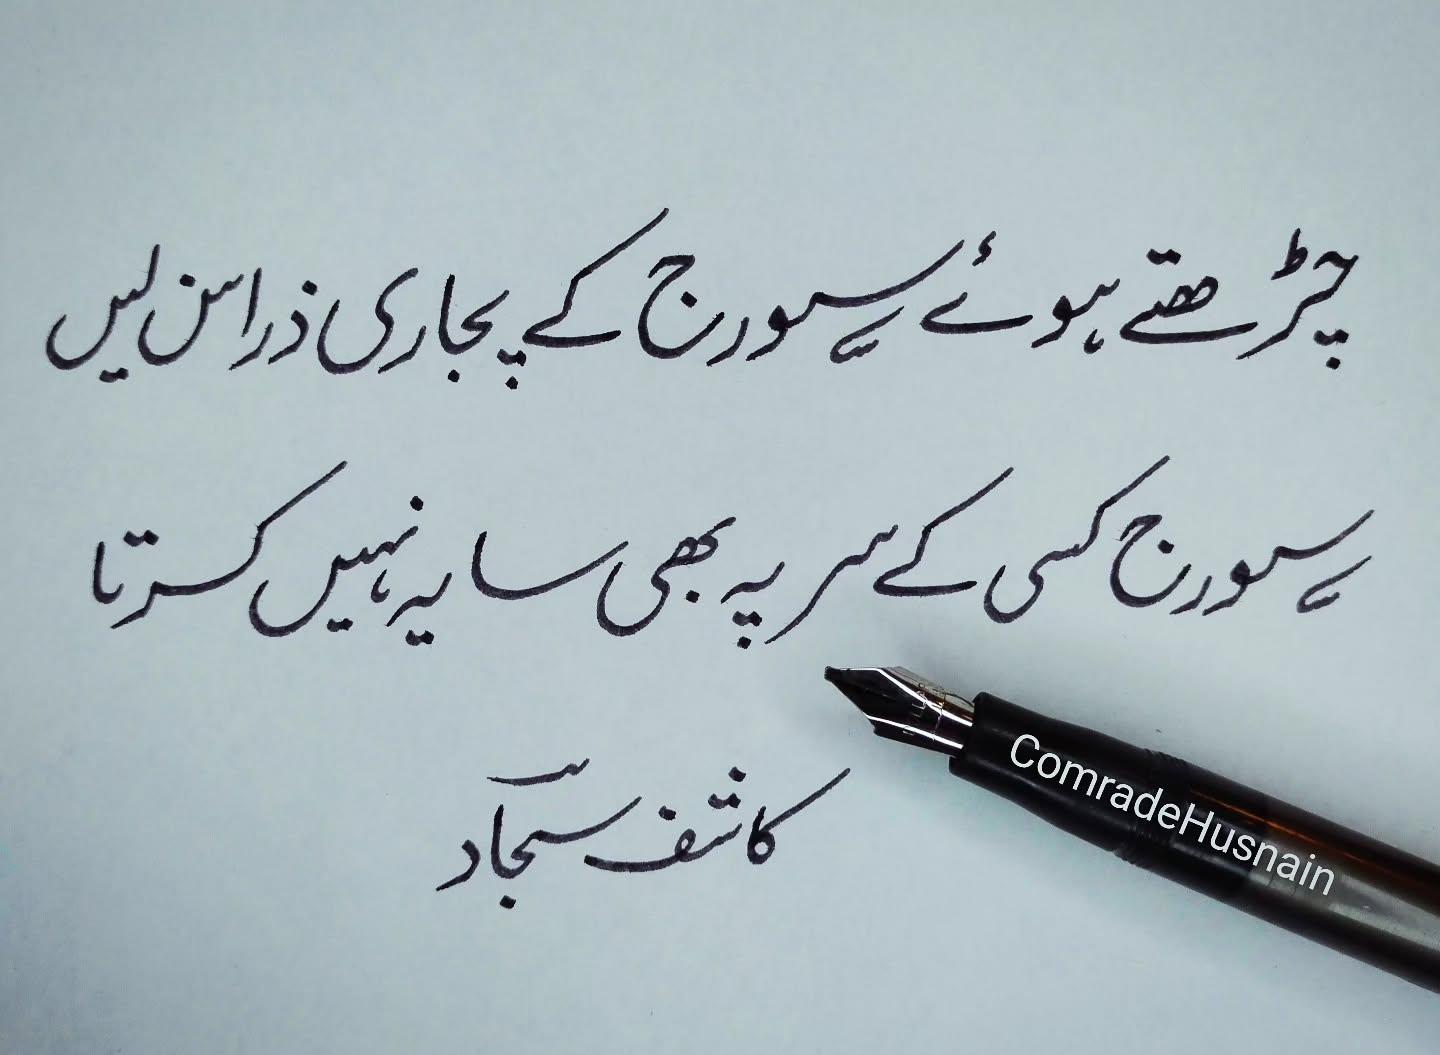 چڑھتے ہوئے سورج کے پجاری ذرا سن لیں
سورج کسی کے سر پہ بھی سایہ نہیں کرتا
کاشف سجاد
ComradeHusnain